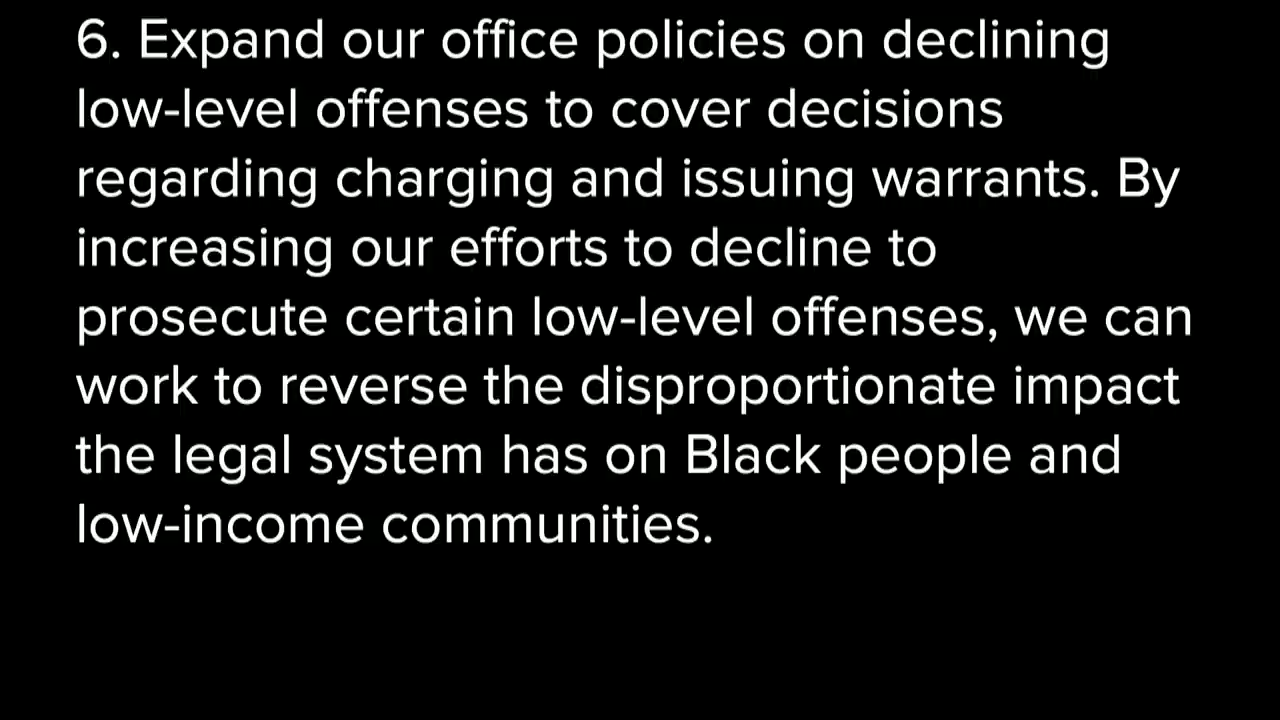 6. Expand our office policies on declining
low-level offenses to cover decisions
regarding charging and issuing warrants. By
increasing our efforts to decline to
prosecute certain low-level offenses, we can
work to reverse the disproportionate impact
the legal system has on Black people and
low-income communities.